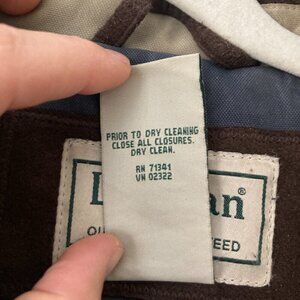 PRIOR TO DRY CLEANING
CLOSE ALL CLOSURES.
DRY CLEAN.
RN 71341
VN 02322